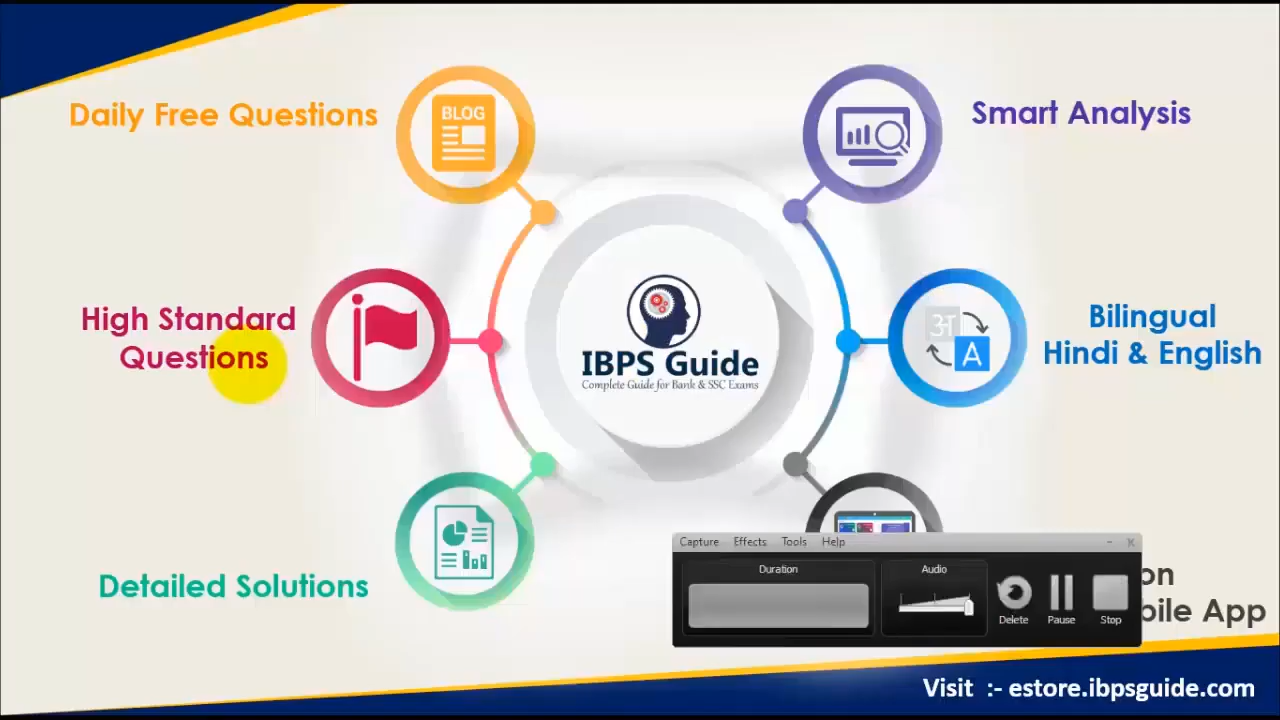 Daily Free Questions
BLOG
Smart Analysis
High Standard
Questions
IBPS Guide
Complete Guide for Bank & SSC Exams
अ
A
Bilingual
Hindi & English
Detailed Solutions
Capture Effects Tools Help
Duration
Audio
Delete Pause Stop
on
bile App
Visit :- estore.ibpsguide.com